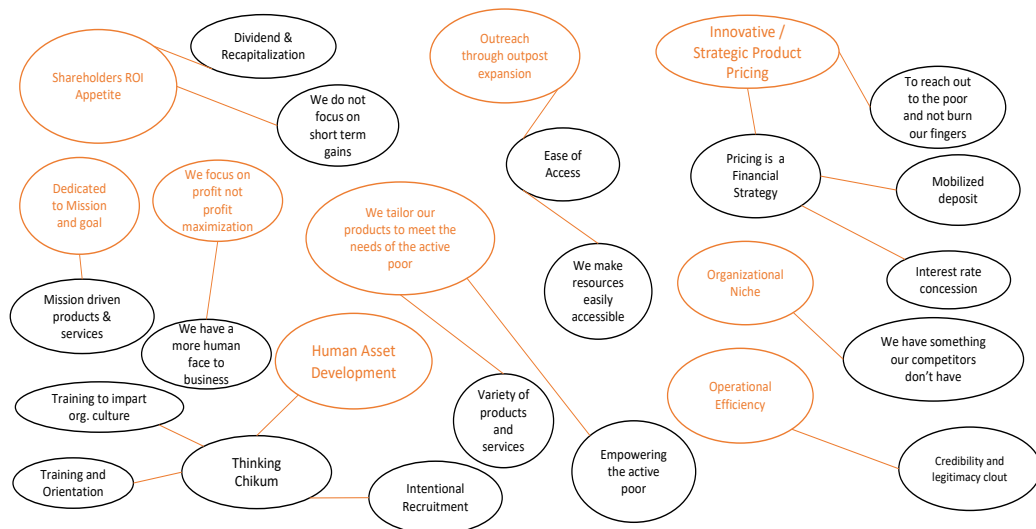 Dividend &
Recapitalization
Shareholders ROI
Appetite
We do not
focus on
short term
gains
Outreach
through outpost
expansion
Innovative /
Strategic Product
Pricing
To reach out
to the poor
and not burn
our fingers
Ease of
Access
Pricing is a
Financial
Strategy
Mobilized
deposit
Dedicated
to Mission
and goal
We focus on
profit not
profit
maximization
We tailor our
products to meet the
needs of the active
poor
We make
resources
easily
accessible
Organizational
Niche
Interest rate
concession
Mission driven
products &
services
We have a
more human
face to
business
Human Asset
Development
We have something
our competitors
don't have
Operational
Efficiency
Training to impart
org. culture
Variety of
products
and
services
Thinking
Chikum
Training and
Orientation
Intentional
Recruitment
Empowering
the active
poor
Credibility and
legitimacy clout